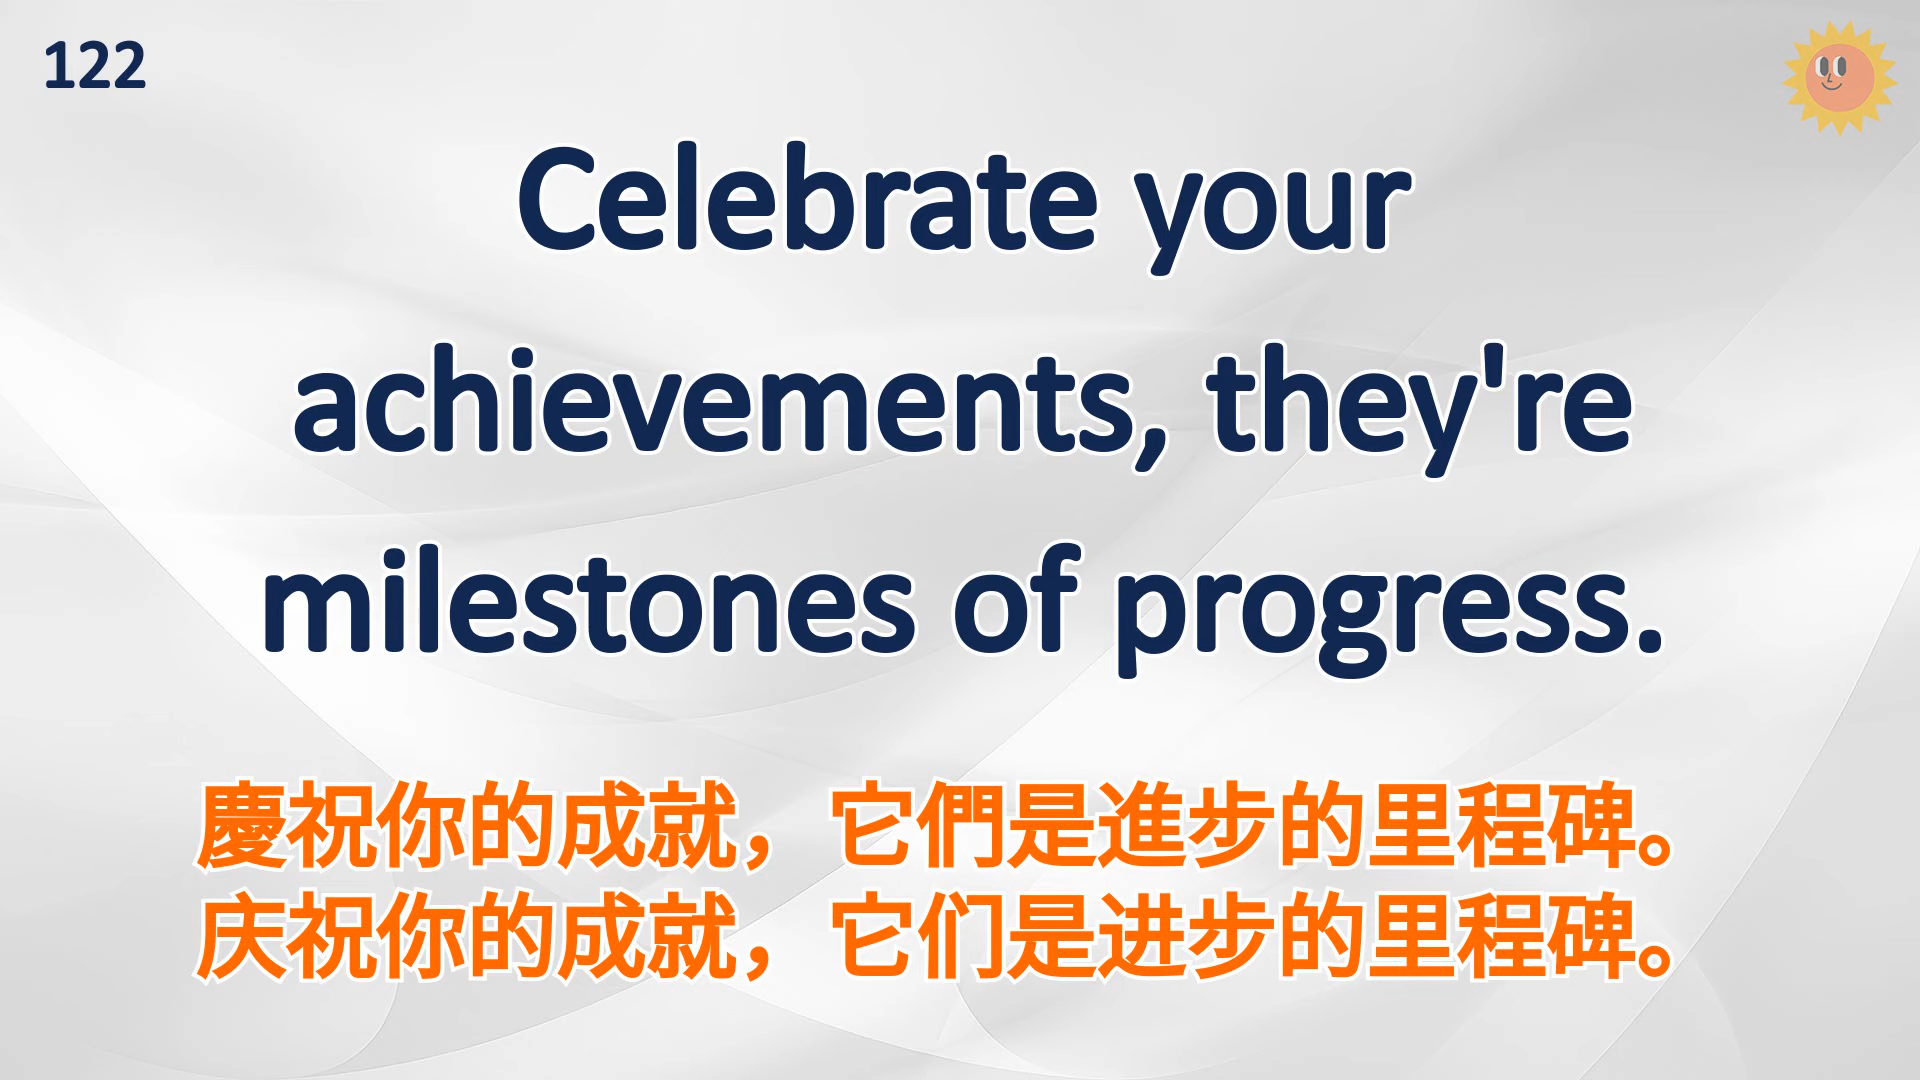 122
Celebrate your
achievements, they're
milestones of progress.
慶祝你的成就，它們是進步的里程碑。
庆祝你的成就，它们是进步的里程碑。